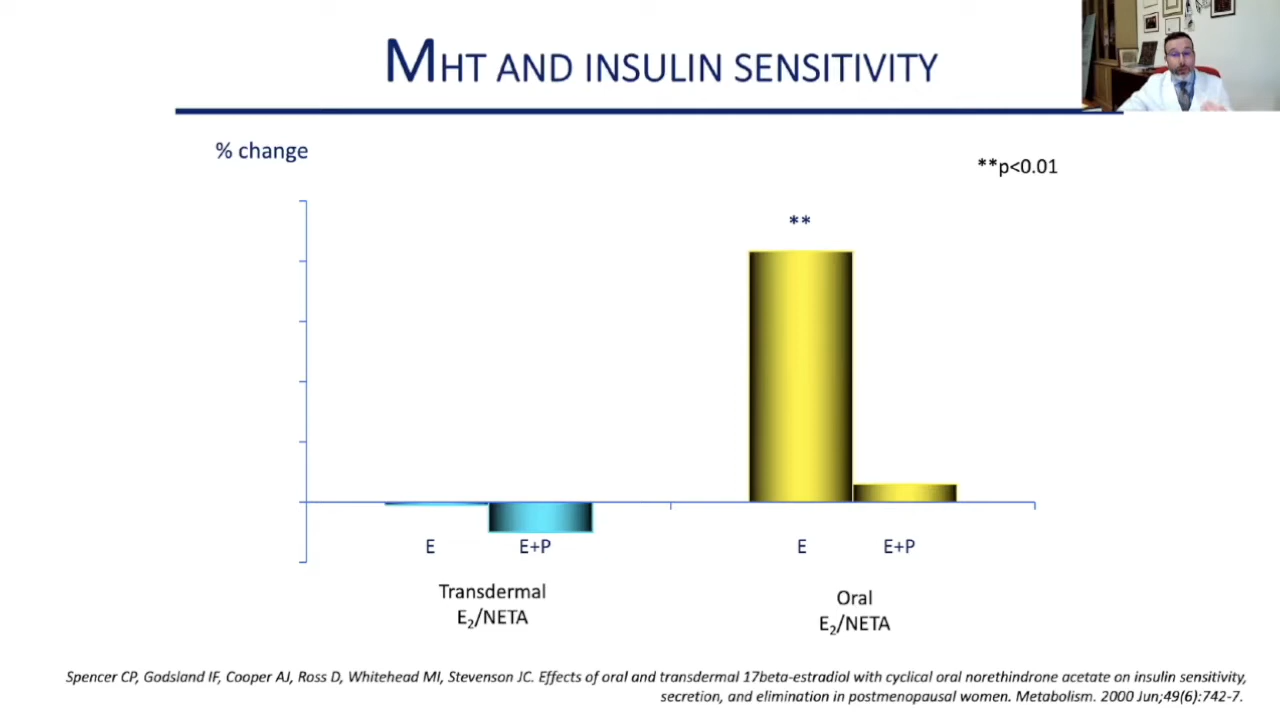 MHT AND INSULIN SENSITIVITY
% change
**p<0.01
**
E E+P E E+P
Transdermal
E₂/NETA
Oral
E₂/NETA
Spencer CP, Godsland IF, Cooper AJ, Ross D, Whitehead MI, Stevenson JC. Effects of oral and transdermal 17beta-estradiol with cyclical oral norethindrone acetate on insulin sensitivity,
secretion, and elimination in postmenopausal women. Metabolism. 2000 Jun;49(6):742-7.